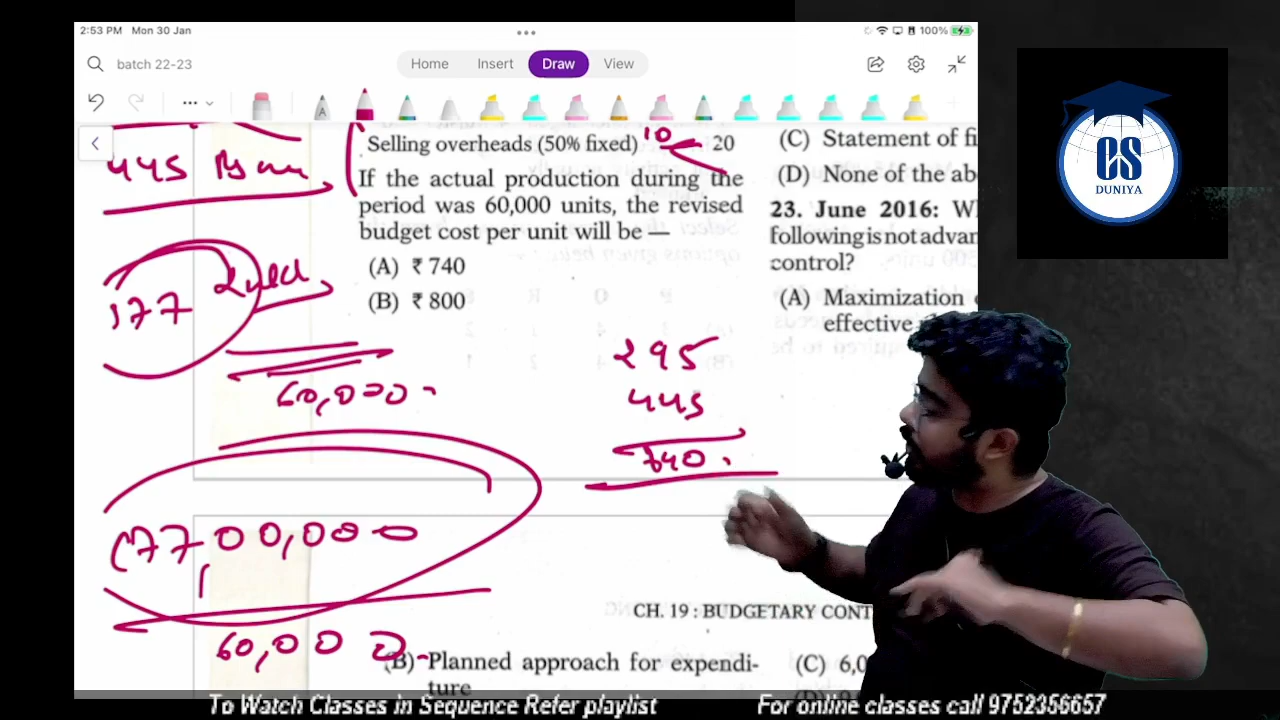 2:53 PM Mon 30 Jan
100%
batch 22-23
Home Insert Draw View
445
Selling overheads (50% fixed) 10 20
If the actual production during the
period was 60,000 units, the revised
budget cost per unit will be —
(A) ₹ 740
(B) ₹ 800
177
60,000
295
445
740
17700,000
60,000
(C) Statement of fi
(D) None of the ab
23. June 2016: W
following is not advan
control?
(A) Maximization
effective
CH. 19 : BUDGETARY CONT
(B) Planned approach for expendi-
ture
(C) 6,0
CS
DUNIYA
To Watch Classes in Sequence Refer playlist
For online classes call 9752356657